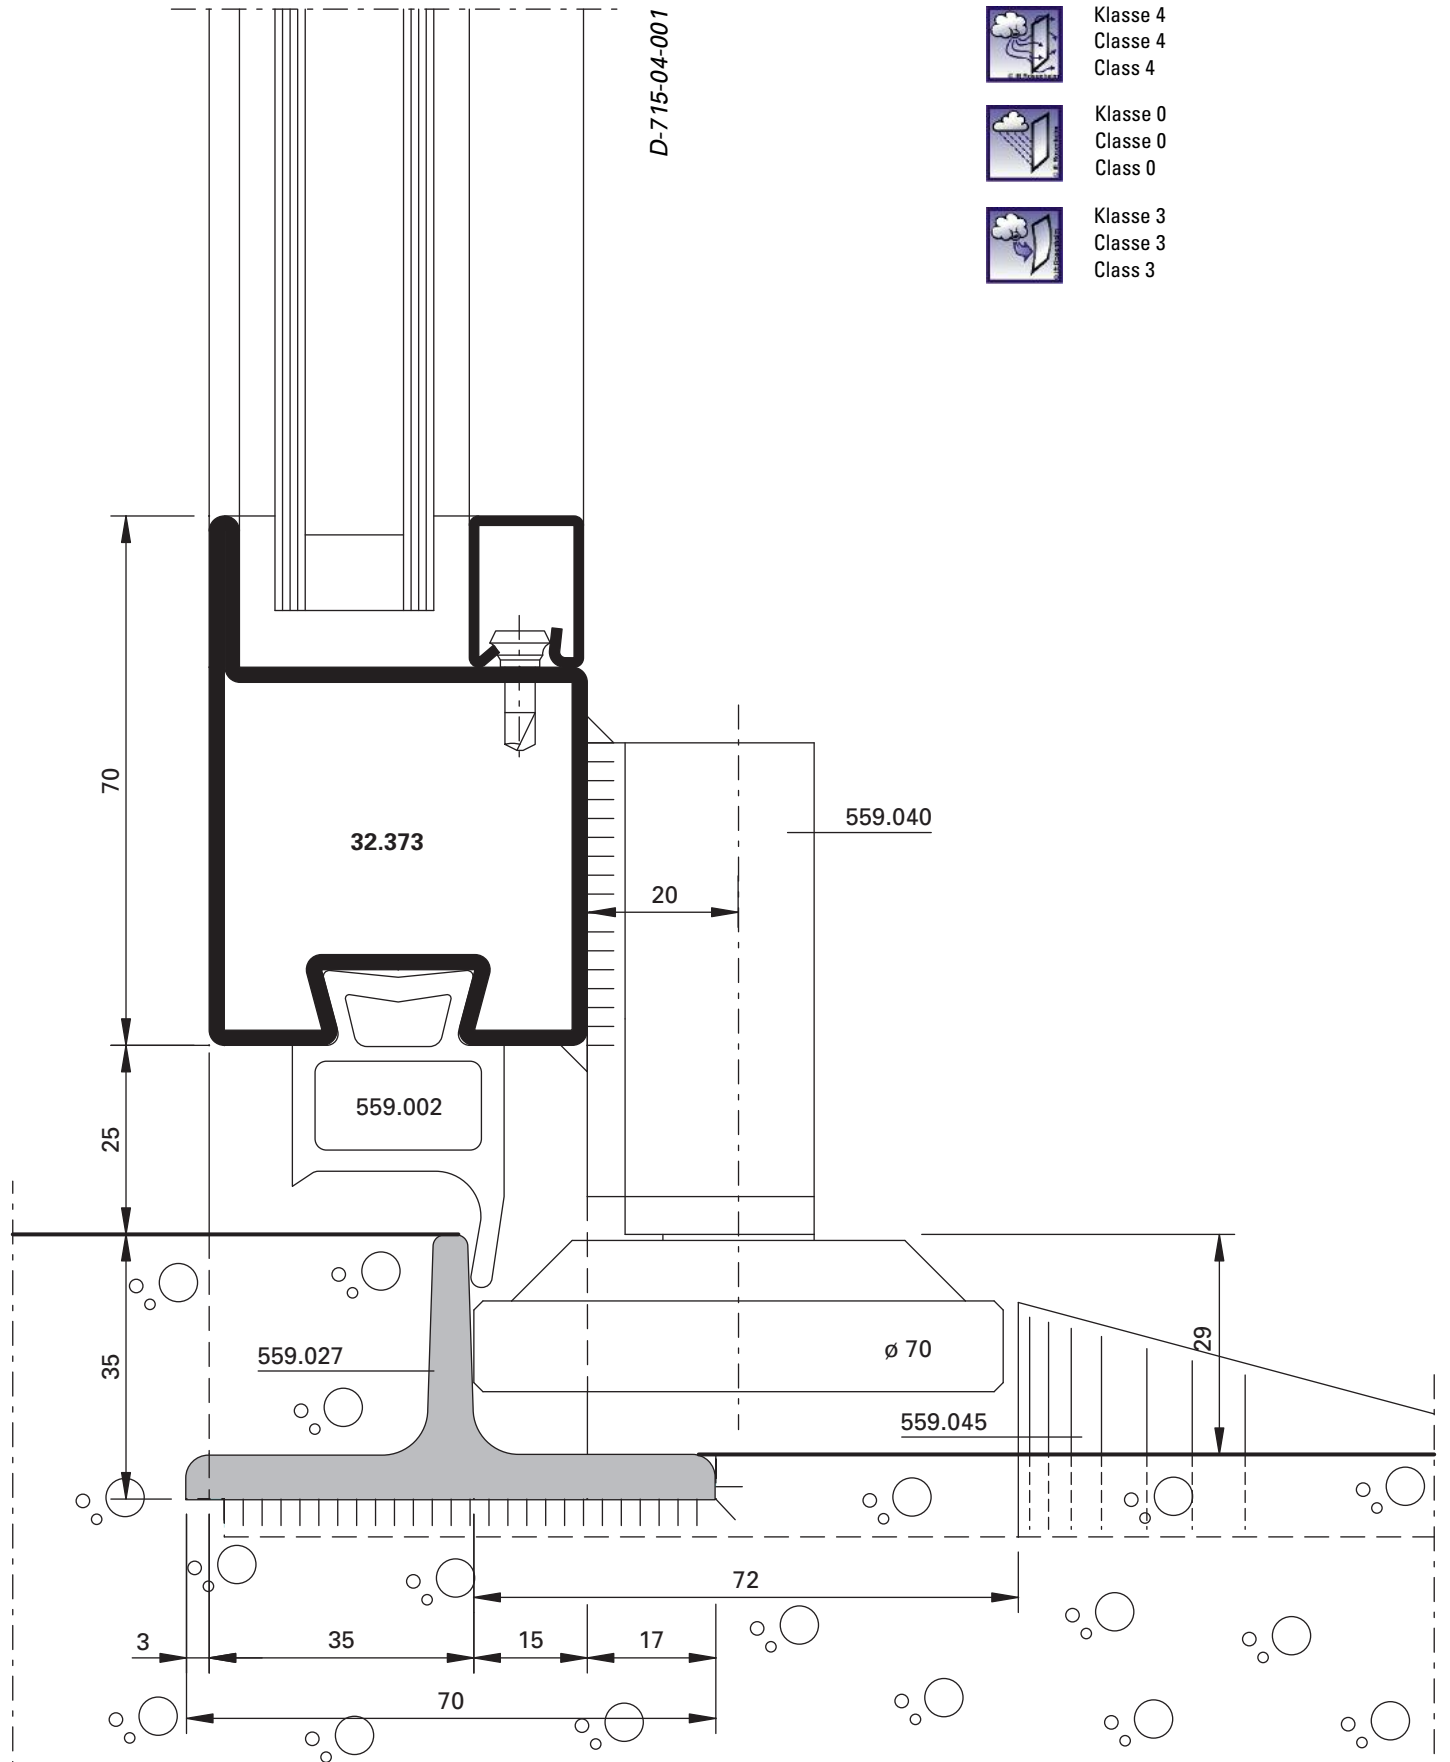 D-715-04-001
Klasse 4
Classe 4
Class 4
Klasse 0
Classe 0
Class 0
Klasse 3
Classe 3
Class 3
70
32.373
559.040
20
25
559.002
35
559.027
ø 70
29
559.045
72
3
35
15
17
70